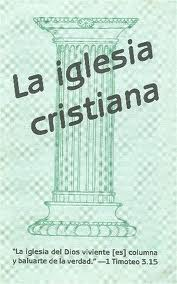 La iglesia
cristiana
"La iglesia del Dios viviente [es] columna
y baluarte de la verdad." —1 Timoteo 3.15